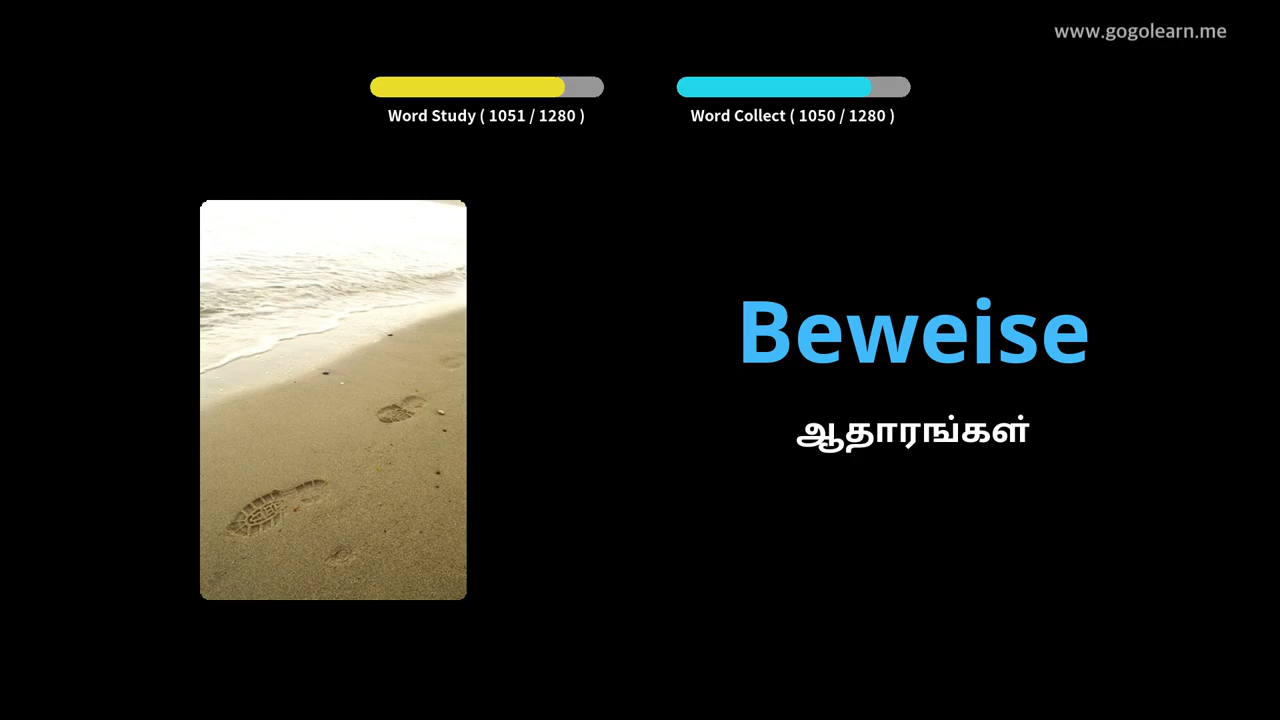 www.gogolearn.me
Word Study ( 1051 / 1280 )
Word Collect ( 1050 / 1280 )
Beweise
ஆதாரங்கள்